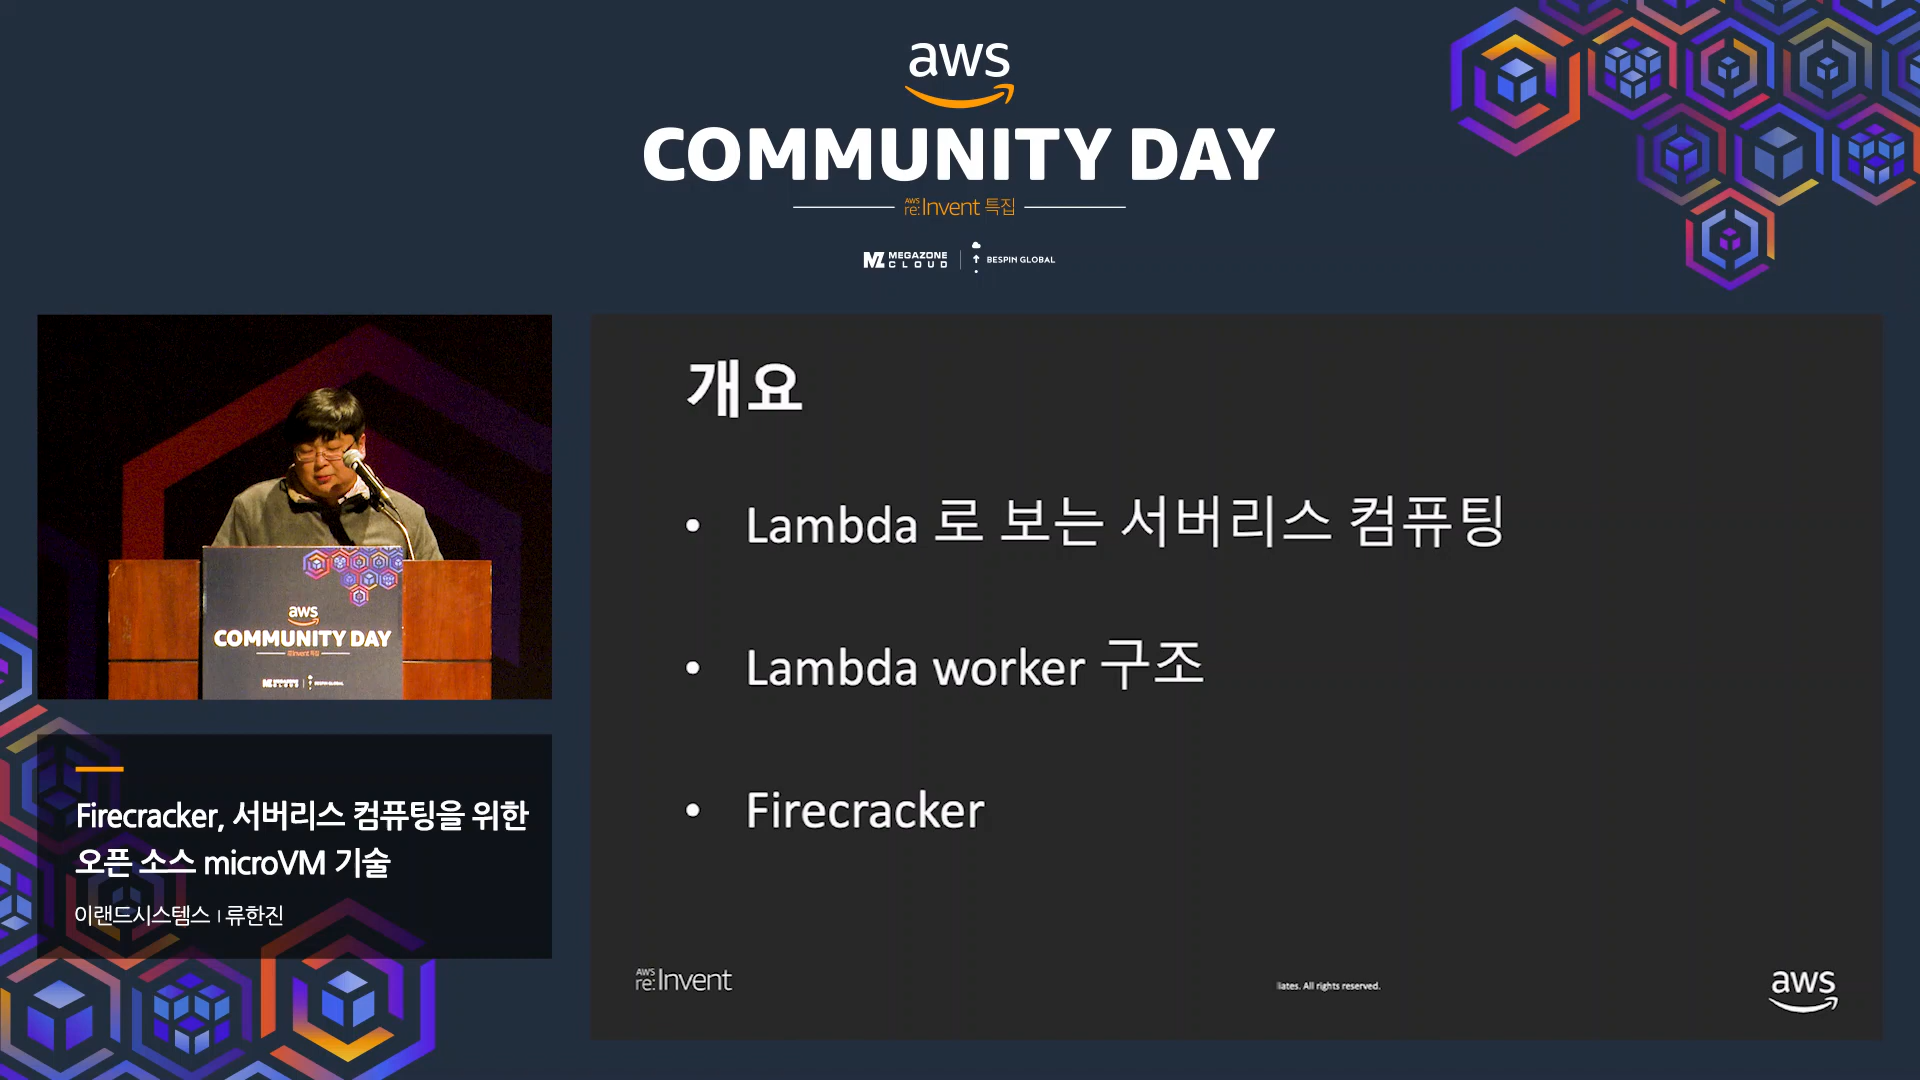 aws
COMMUNITY DAY
AWS re:Invent 특집
MEGAZONE CLOUD
BESPIN GLOBAL
aws
COMMUNITY DAY
Firecracker, 서버리스 컴퓨팅을 위한
오픈 소스 microVM 기술
이랜드시스템스 | 류한진
개요
• Lambda 로 보는 서버리스 컴퓨팅
• Lambda worker 구조
• Firecracker
AWS re:Invent
liates. All rights reserved.
aws